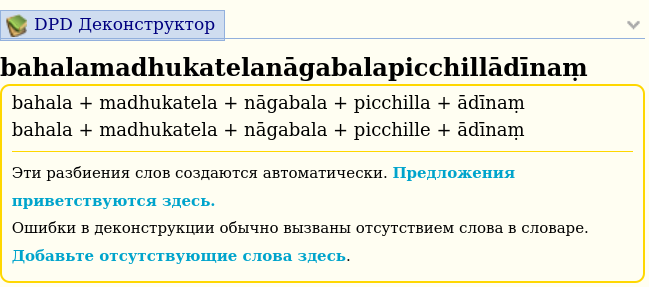 DPD Деконструктор
bahalamadhukatelanāgabalapicchillādīnaṃ
bahala + madhukatela + nāgabala + picchilla + ādīnaṃ
bahala + madhukatela + nāgabala + picchille + ādīnaṃ
Эти разбиения слов создаются автоматически. Предложения
приветствуются здесь.
Ошибки в деконструкции обычно вызваны отсутствием слова в словаре.
Добавьте отсутствующие слова здесь.